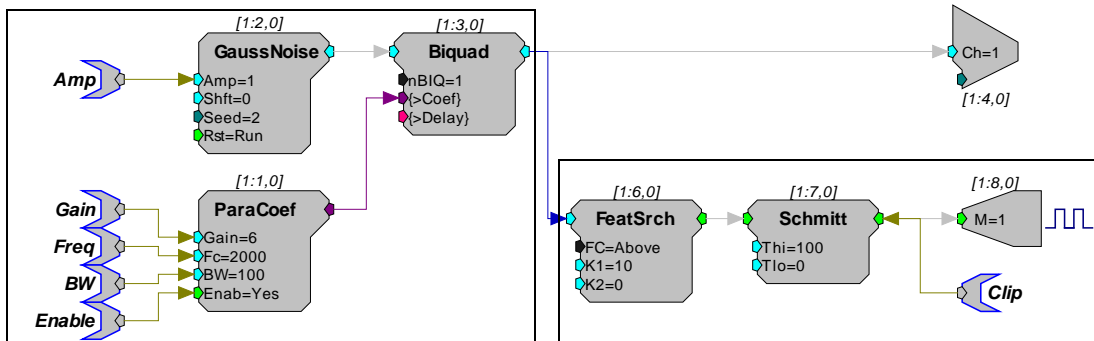 [1:2,0]
GaussNoise
Amp=1
Shft=0
Seed=2
Rst=Run
Amp
[1:3,0]
Biquad
nBIQ=1
{>Coef}
{>Delay}
Ch=1
[1:4,0]
[1:1,0]
ParaCoef
Gain=6
Fc=2000
BW=100
Enab=Yes
Gain
Freq
BW
Enable
[1:6,0]
FeatSrch
FC=Above
K1=10
K2=0
[1:7,0]
Schmitt
Thi=100
Tlo=0
[1:8,0]
M=1
Clip